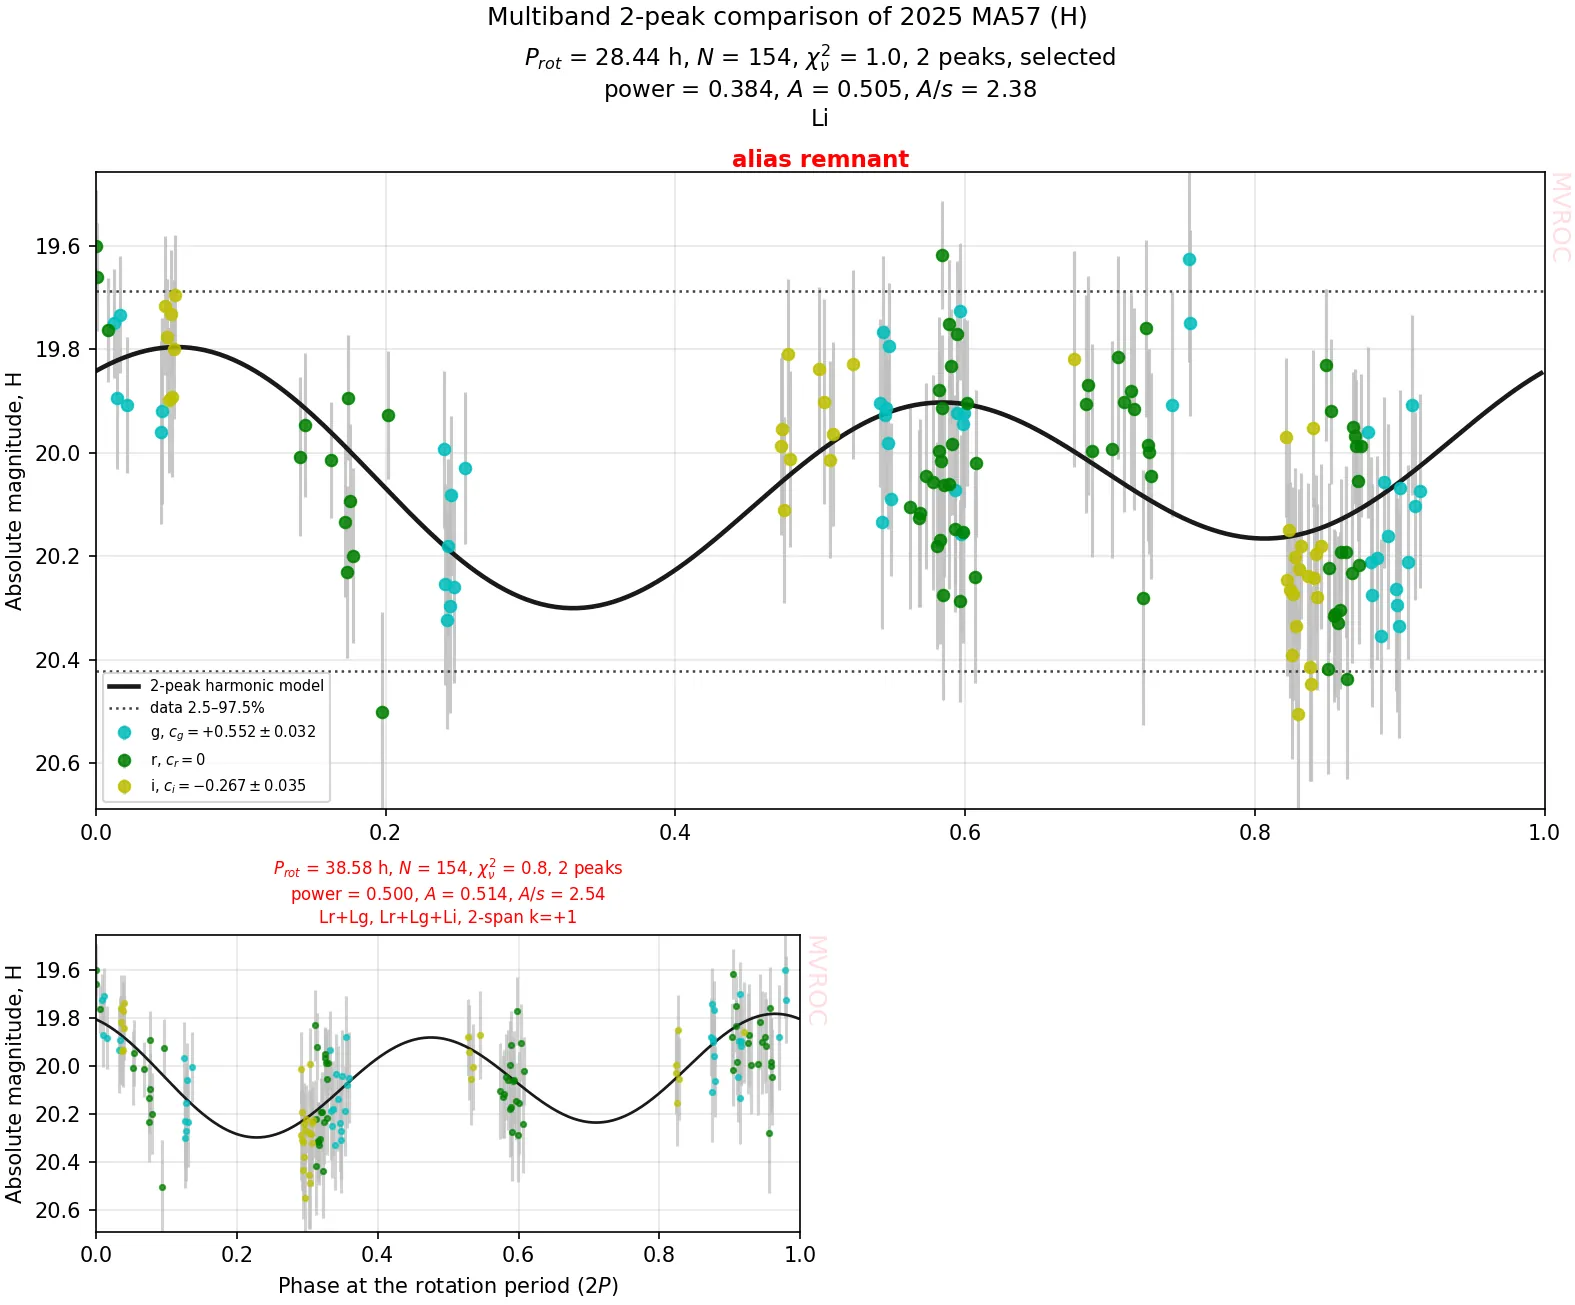 Multiband 2-peak comparison of 2025 MA57 (H)
P_rot = 28.44 h, N = 154, χ²_ν = 1.0, 2 peaks, selected
power = 0.384, A = 0.505, A/s = 2.38
Li
alias remnant
MVROC
Absolute magnitude, H
19.6
19.8
20.0
20.2
20.4
20.6
2-peak harmonic model
data 2.5–97.5%
g, c_g = +0.552 ± 0.032
r, c_r = 0
i, c_i = −0.267 ± 0.035
0.0 0.2 0.4 0.6 0.8 1.0
P_rot = 38.58 h, N = 154, χ²_ν = 0.8, 2 peaks
power = 0.500, A = 0.514, A/s = 2.54
Lr+Lg, Lr+Lg+Li, 2-span k=+1
MVROC
Absolute magnitude, H
19.6
19.8
20.0
20.2
20.4
20.6
0.0 0.2 0.4 0.6 0.8 1.0
Phase at the rotation period (2P)